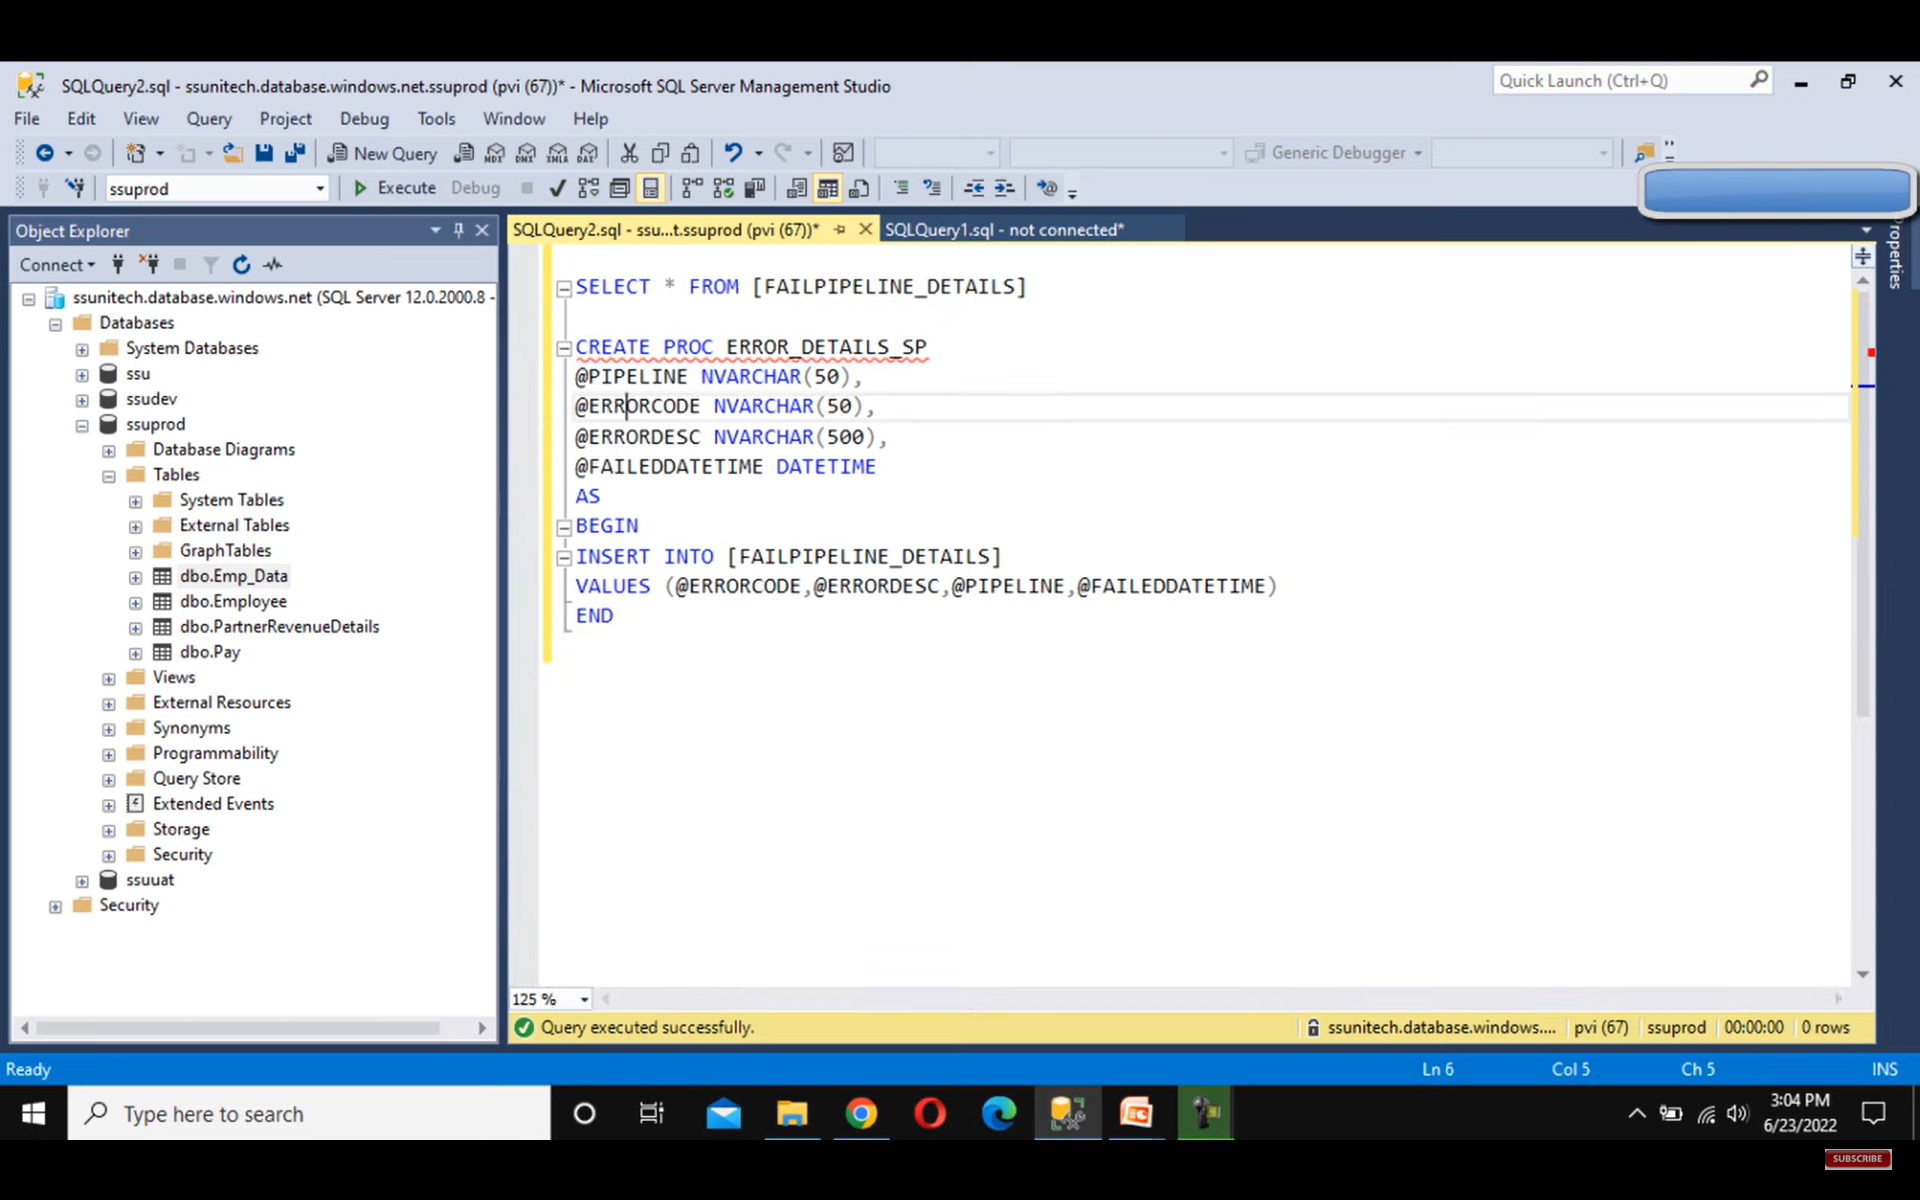 SQLQuery2.sql - ssunitech.database.windows.net.ssuprod (pvi (67))* - Microsoft SQL Server Management Studio
Quick Launch (Ctrl+Q)
File Edit View Query Project Debug Tools Window Help
New Query
MDX DMX XMLA DAX
Generic Debugger
ssuprod
Execute Debug
Object Explorer
SQLQuery2.sql - ssu...t.ssuprod (pvi (67))*
SQLQuery1.sql - not connected*
Properties
Connect
ssunitech.database.windows.net (SQL Server 12.0.2000.8 -
Databases
System Databases
ssu
ssudev
ssuprod
Database Diagrams
Tables
System Tables
External Tables
GraphTables
dbo.Emp_Data
dbo.Employee
dbo.PartnerRevenueDetails
dbo.Pay
Views
External Resources
Synonyms
Programmability
Query Store
Extended Events
Storage
Security
ssuuat
Security
SELECT * FROM [FAILPIPELINE_DETAILS]
CREATE PROC ERROR_DETAILS_SP
@PIPELINE NVARCHAR(50),
@ERRORCODE NVARCHAR(50),
@ERRORDESC NVARCHAR(500),
@FAILEDDATETIME DATETIME
AS
BEGIN
INSERT INTO [FAILPIPELINE_DETAILS]
VALUES (@ERRORCODE,@ERRORDESC,@PIPELINE,@FAILEDDATETIME)
END
125 %
Query executed successfully.
ssunitech.database.windows.... pvi (67) ssuprod 00:00:00 0 rows
Ready
Ln 6 Col 5 Ch 5 INS
Type here to search
3:04 PM
6/23/2022
SUBSCRIBE